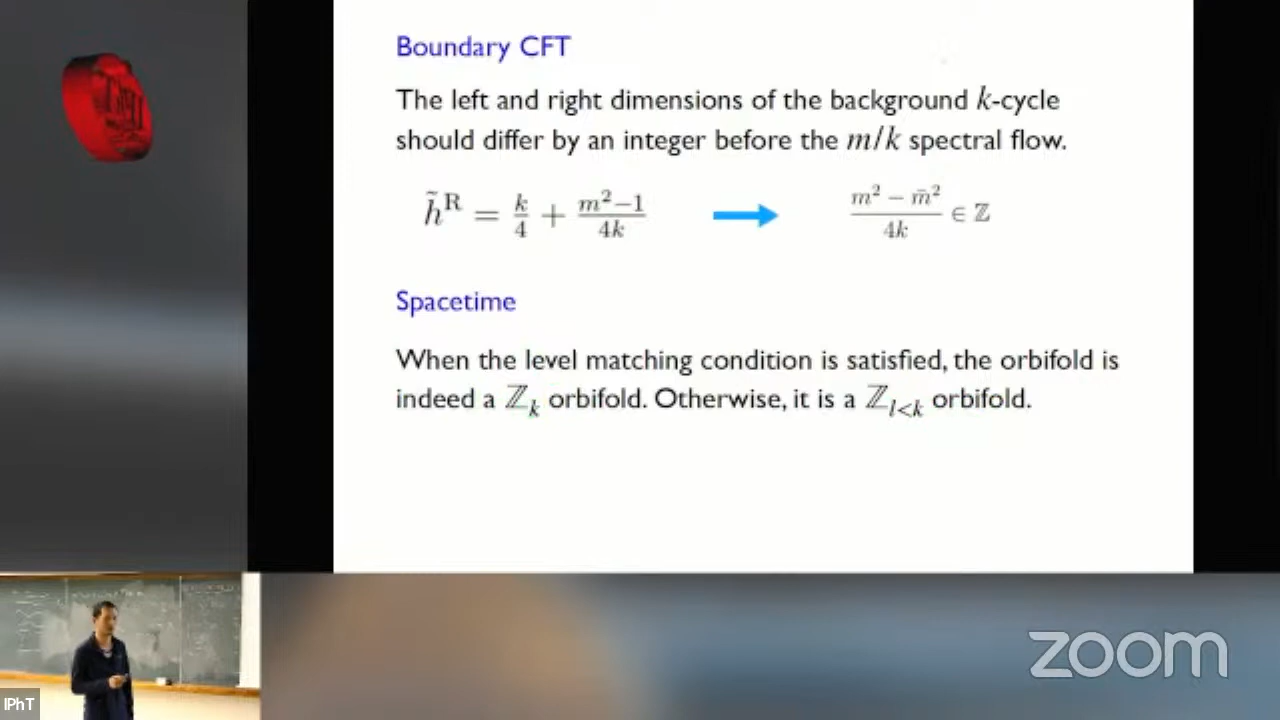 Boundary CFT
The left and right dimensions of the background k-cycle
should differ by an integer before the m/k spectral flow.
h̃ᴿ = k/4 + (m²−1)/4k → (m² − m̄²)/4k ∈ ℤ
Spacetime
When the level matching condition is satisfied, the orbifold is
indeed a ℤ_k orbifold. Otherwise, it is a ℤ_{l<k} orbifold.
zoom
IPhT